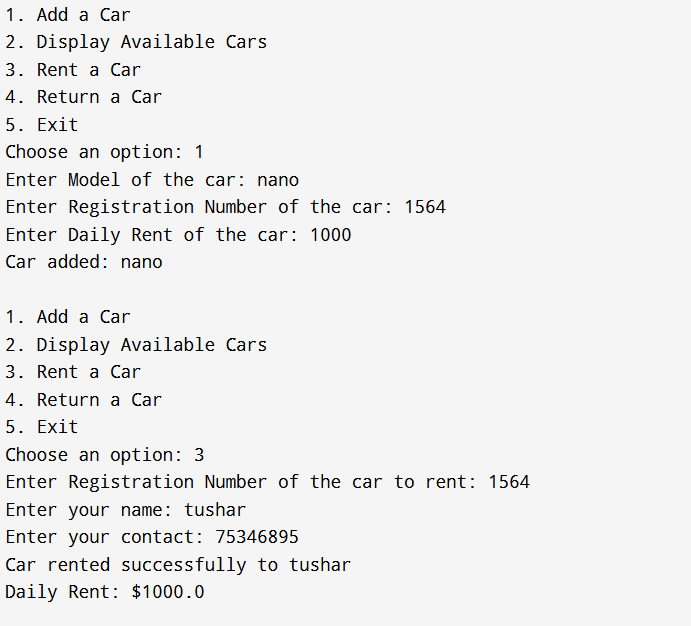 1. Add a Car
2. Display Available Cars
3. Rent a Car
4. Return a Car
5. Exit
Choose an option: 1
Enter Model of the car: nano
Enter Registration Number of the car: 1564
Enter Daily Rent of the car: 1000
Car added: nano
1. Add a Car
2. Display Available Cars
3. Rent a Car
4. Return a Car
5. Exit
Choose an option: 3
Enter Registration Number of the car to rent: 1564
Enter your name: tushar
Enter your contact: 75346895
Car rented successfully to tushar
Daily Rent: $1000.0